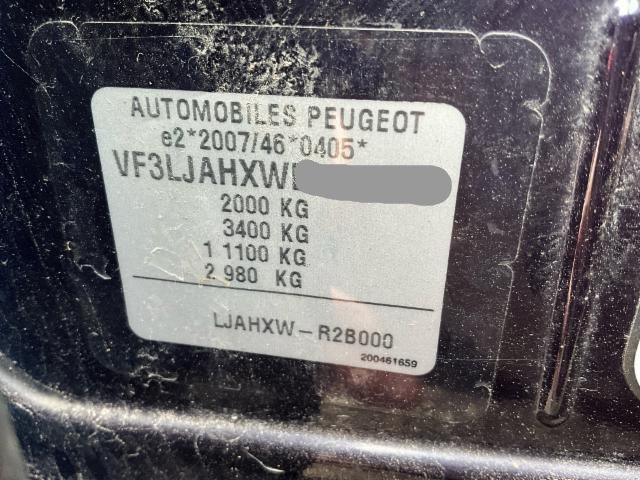 AUTOMOBILES PEUGEOT
e2*2007/46*0405*
VF3LJAHXW
2000 KG
3400 KG
1 1100 KG
2 980 KG
LJAHXW-R2B000
200461659